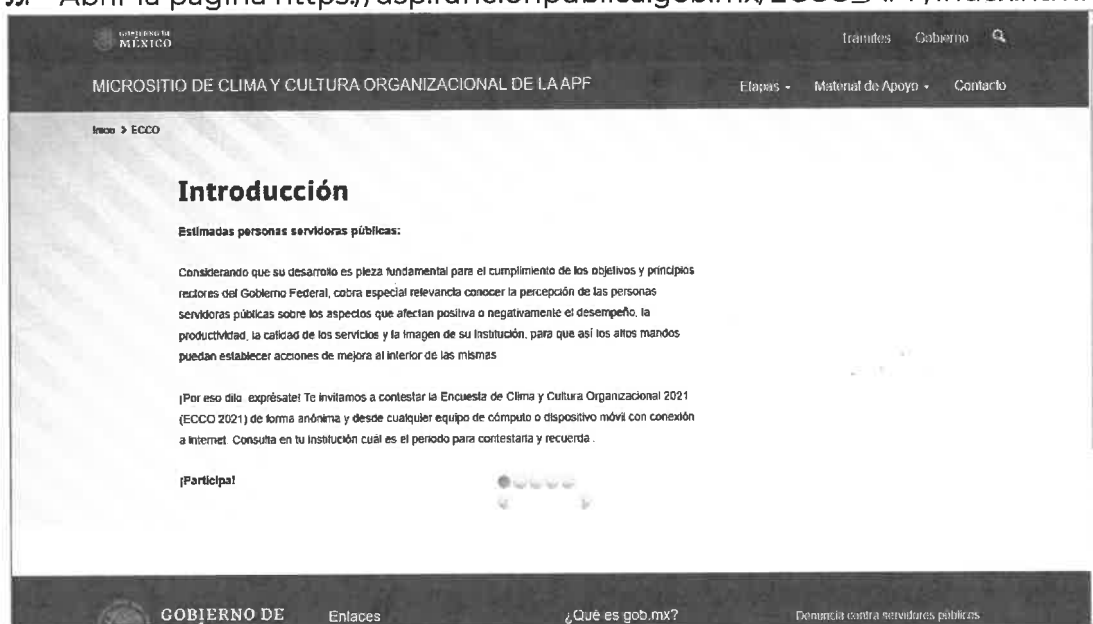 Abrir la página
GOBIERNO DE
MÉXICO
Trámites Gobierno
MICROSITIO DE CLIMA Y CULTURA ORGANIZACIONAL DE LA APF
Etapas Material de Apoyo Contacto
Inicio > ECCO
Introducción
Estimadas personas servidoras públicas:
Considerando que su desarrollo es pieza fundamental para el cumplimiento de los objetivos y principios
rectores del Gobierno Federal, cobra especial relevancia conocer la percepción de las personas
servidoras públicas sobre los aspectos que afectan positiva o negativamente el desempeño, la
productividad, la calidad de los servicios y la imagen de su Institución, para que así los altos mandos
puedan establecer acciones de mejora al interior de las mismas
¡Por eso dilo exprésate! Te invitamos a contestar la Encuesta de Clima y Cultura Organizacional 2021
(ECCO 2021) de forma anónima y desde cualquier equipo de cómputo o dispositivo móvil con conexión
a internet Consulta en tu institución cuál es el periodo para contestarla y recuerda .
¡Participa!
GOBIERNO DE
Enlaces
¿Qué es gob.mx?
Denuncia contra servidores públicos